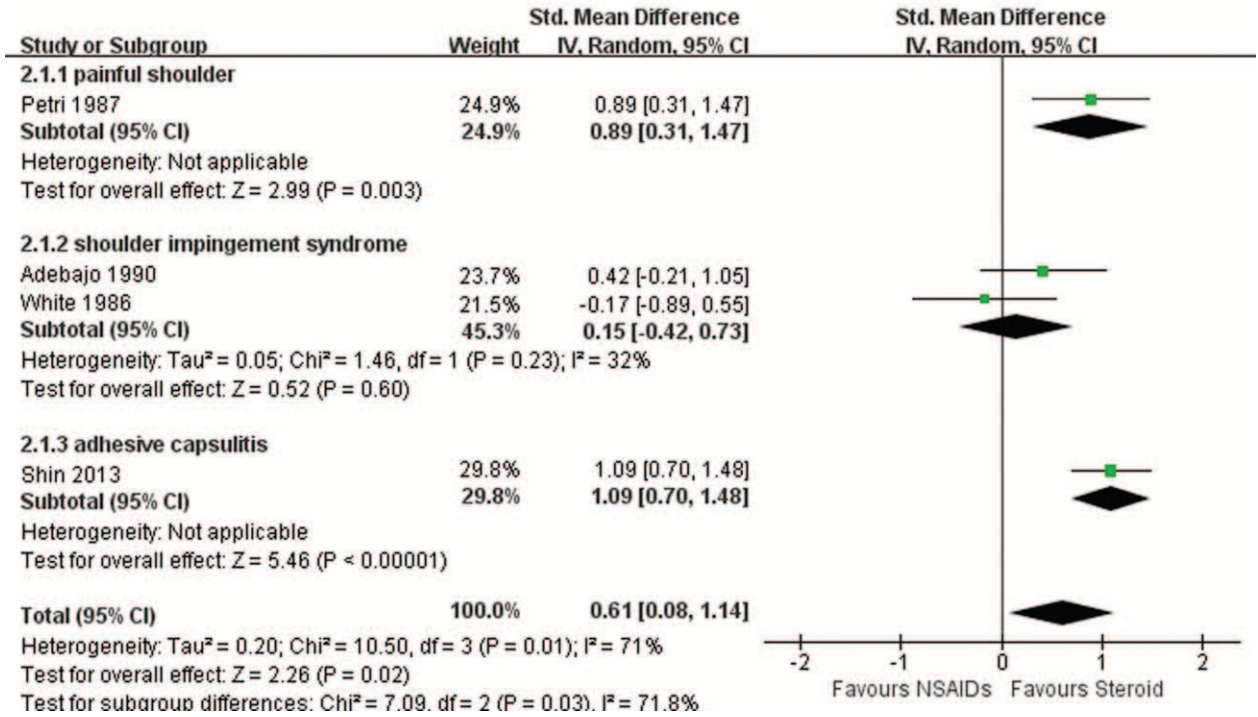 Std. Mean Difference Std. Mean Difference
Study or Subgroup Weight IV, Random, 95% CI IV, Random, 95% CI
2.1.1 painful shoulder
Petri 1987 24.9% 0.89 [0.31, 1.47]
Subtotal (95% CI) 24.9% 0.89 [0.31, 1.47]
Heterogeneity: Not applicable
Test for overall effect: Z = 2.99 (P = 0.003)
2.1.2 shoulder impingement syndrome
Adebajo 1990 23.7% 0.42 [-0.21, 1.05]
White 1986 21.5% -0.17 [-0.89, 0.55]
Subtotal (95% CI) 45.3% 0.15 [-0.42, 0.73]
Heterogeneity: Tau² = 0.05; Chi² = 1.46, df = 1 (P = 0.23); I² = 32%
Test for overall effect: Z = 0.52 (P = 0.60)
2.1.3 adhesive capsulitis
Shin 2013 29.8% 1.09 [0.70, 1.48]
Subtotal (95% CI) 29.8% 1.09 [0.70, 1.48]
Heterogeneity: Not applicable
Test for overall effect: Z = 5.46 (P < 0.00001)
Total (95% CI) 100.0% 0.61 [0.08, 1.14]
Heterogeneity: Tau² = 0.20; Chi² = 10.50, df = 3 (P = 0.01); I² = 71%
Test for overall effect: Z = 2.26 (P = 0.02)
Test for subgroup differences: Chi² = 7.09, df = 2 (P = 0.03), I² = 71.8%
-2 -1 0 1 2
Favours NSAIDs Favours Steroid